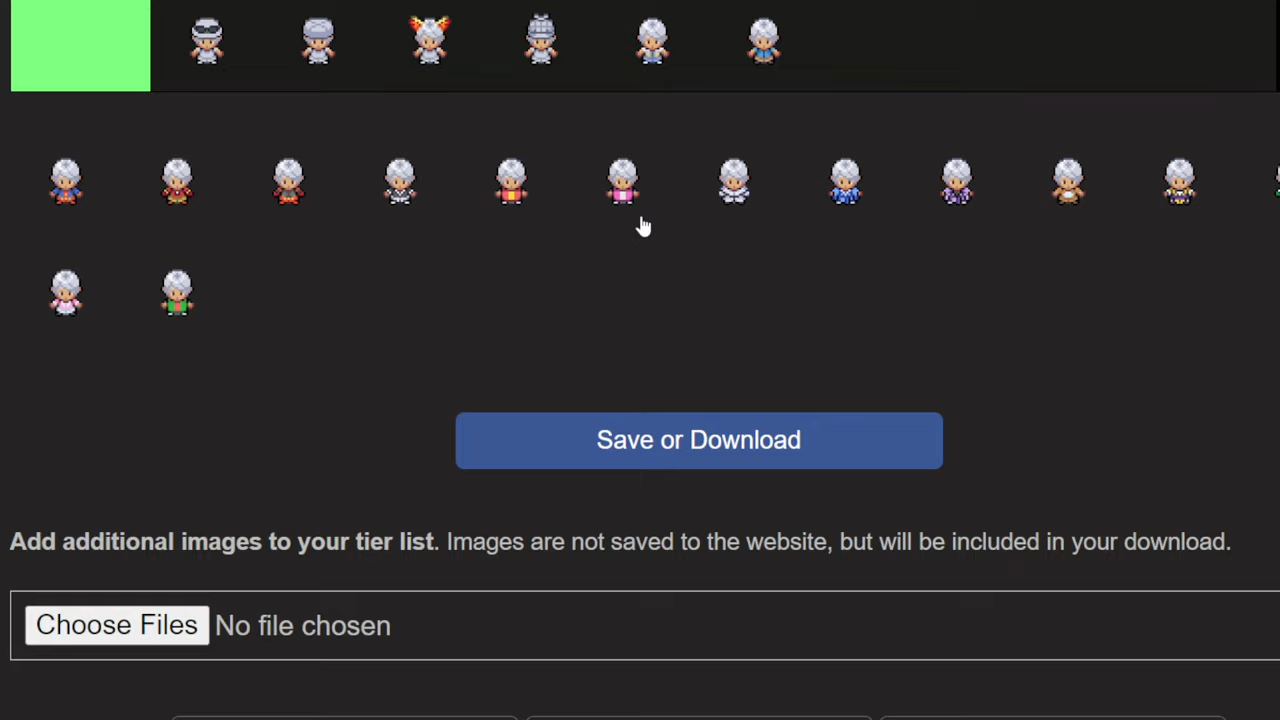 Save or Download
Add additional images to your tier list. Images are not saved to the website, but will be included in your download.
Choose Files No file chosen